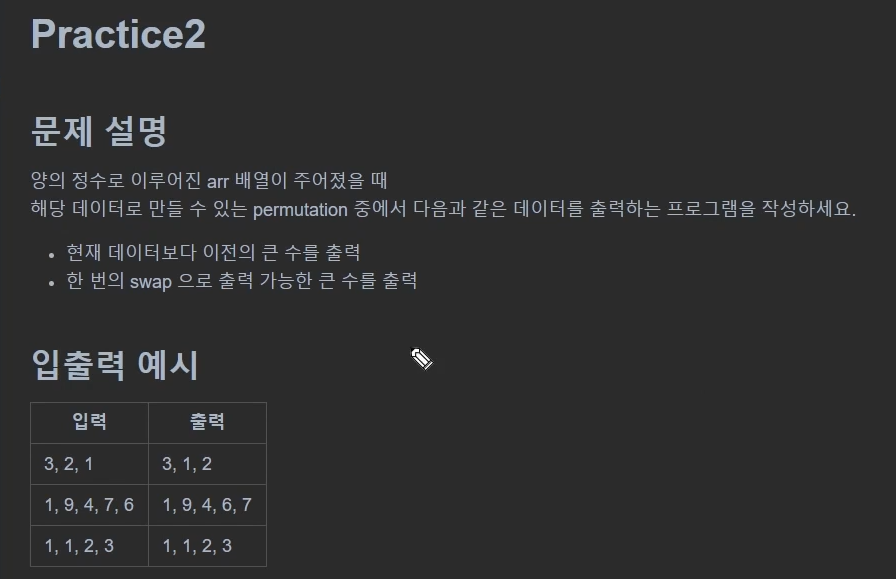 Practice2
문제 설명
양의 정수로 이루어진 arr 배열이 주어졌을 때
해당 데이터로 만들 수 있는 permutation 중에서 다음과 같은 데이터를 출력하는 프로그램을 작성하세요.
• 현재 데이터보다 이전의 큰 수를 출력
• 한 번의 swap 으로 출력 가능한 큰 수를 출력
입출력 예시
입력 출력
3, 2, 1 3, 1, 2
1, 9, 4, 7, 6 1, 9, 4, 6, 7
1, 1, 2, 3 1, 1, 2, 3